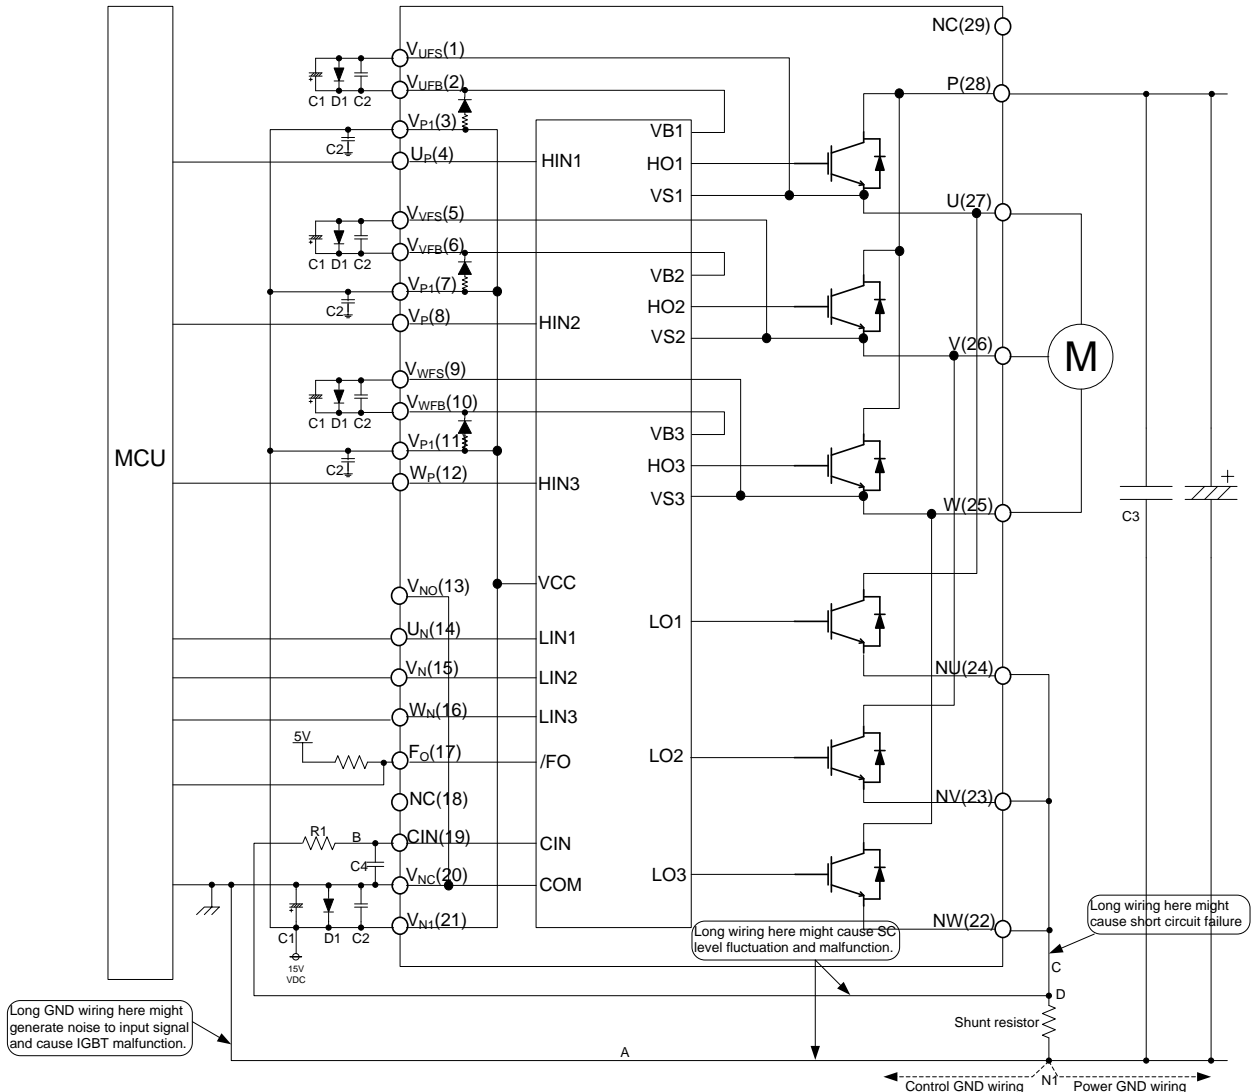 NC(29)
VUFS(1)
VUFB(2)
C1 D1 C2
P(28)
VP1(3)
VB1
C2
UP(4)
HIN1
HO1
VS1
U(27)
VVFS(5)
VVFB(6)
C1 D1 C2
VB2
VP1(7)
C2
VP(8)
HIN2
HO2
VS2
V(26)
M
VWFS(9)
VWFB(10)
C1 D1 C2
VB3
MCU
VP1(11)
C2
WP(12)
HIN3
HO3
VS3
W(25)
+
C3
VNO(13)
VCC
UN(14)
LIN1
LO1
VN(15)
LIN2
NU(24)
WN(16)
LIN3
5V
FO(17)
/FO
LO2
NC(18)
NV(23)
R1
B
CIN(19)
CIN
C4
VNC(20)
COM
LO3
VN1(21)
C1 D1 C2
NW(22)
15V
VDC
Long wiring here might
cause short circuit failure
Long wiring here might cause SC
level fluctuation and malfunction.
C
D
Long GND wiring here might
generate noise to input signal
and cause IGBT malfunction.
Shunt resistor
A
N1
Control GND wiring
Power GND wiring